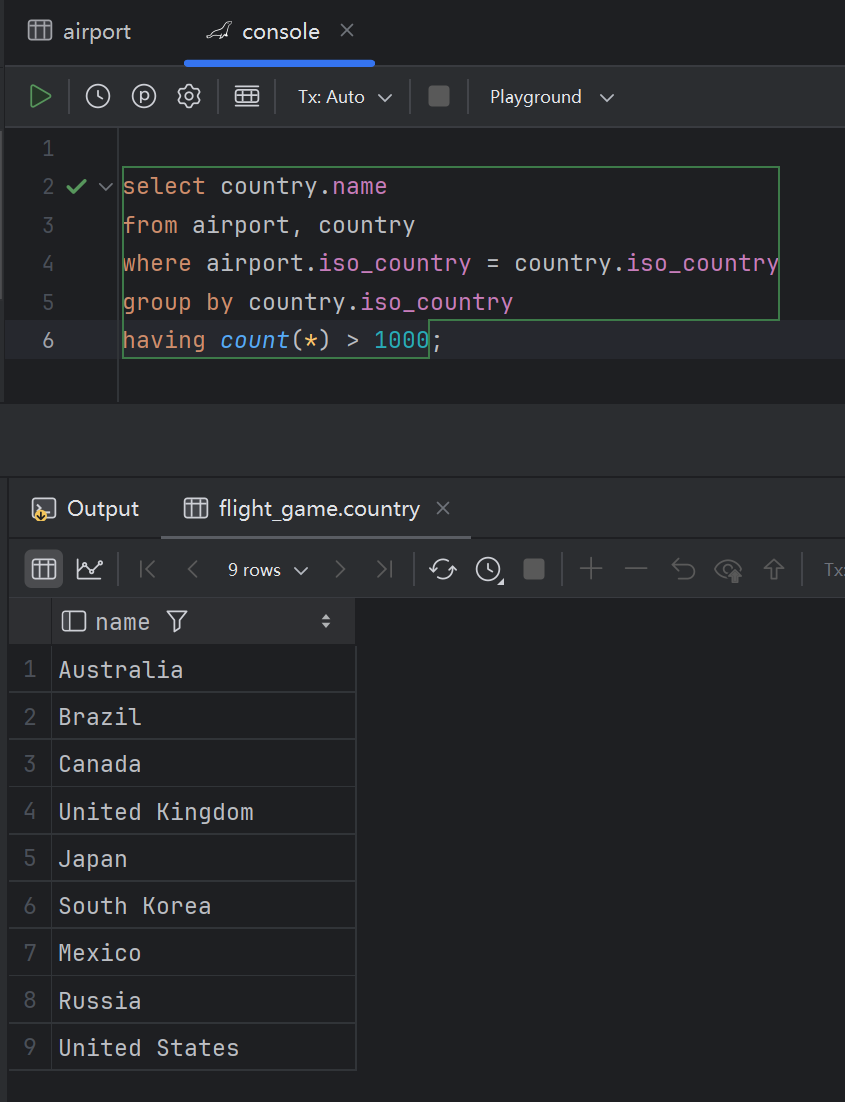 airport console
Tx: Auto Playground
1
2 select country.name
3 from airport, country
4 where airport.iso_country = country.iso_country
5 group by country.iso_country
6 having count(*) > 1000;
Output flight_game.country
9 rows Tx:
name
1 Australia
2 Brazil
3 Canada
4 United Kingdom
5 Japan
6 South Korea
7 Mexico
8 Russia
9 United States